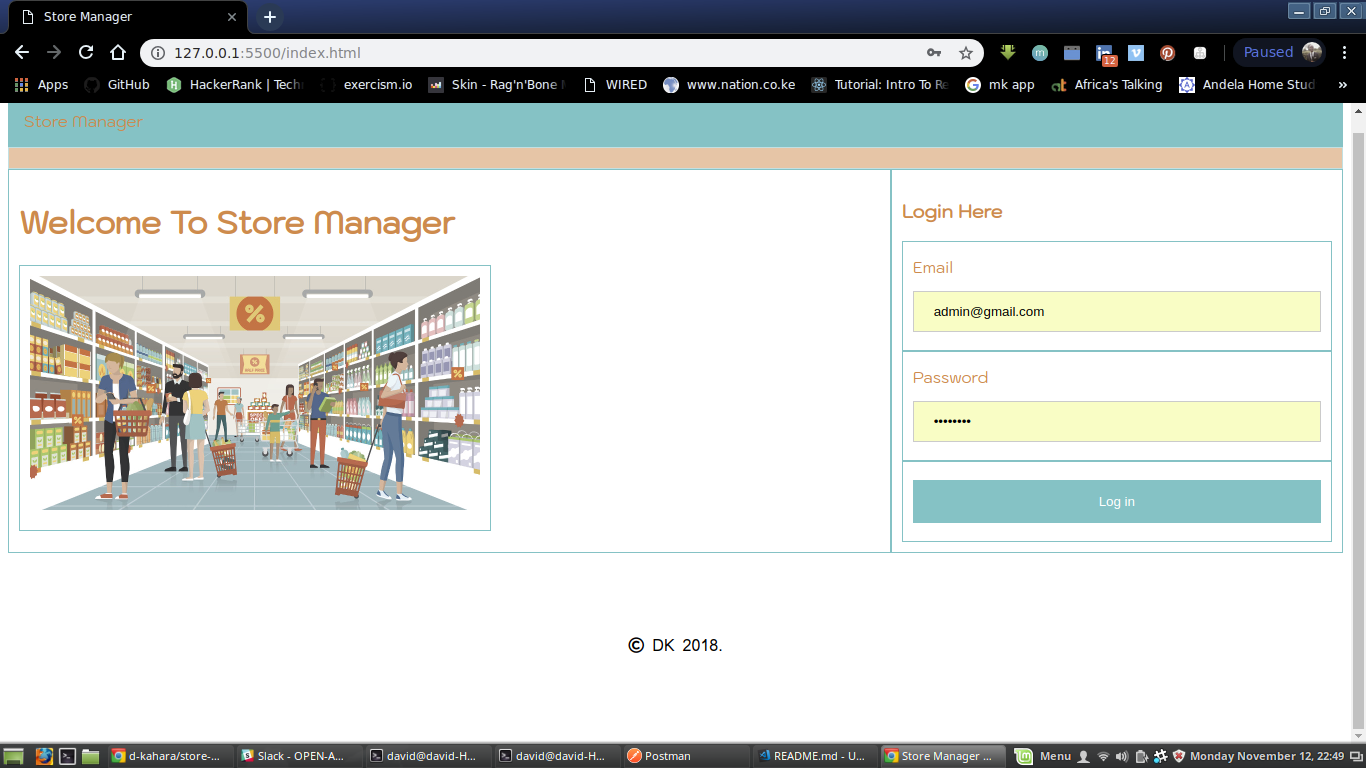 Store Manager
127.0.0.1:5500/index.html
12
Paused
Apps
GitHub
HackerRank | Tech
exercism.io
Skin - Rag'n'Bone
WIRED
www.nation.co.ke
Tutorial: Intro To Re
mk app
Africa's Talking
Andela Home Stud
»
Store Manager
Welcome To Store Manager
Login Here
Email
admin@gmail.com
Password
••••••••
Log in
%
© DK 2018.
d-kahara/store-...
Slack - OPEN-A...
david@david-H...
david@david-H...
Postman
README.md - U...
Store Manager ...
Menu
Monday November 12, 22:49